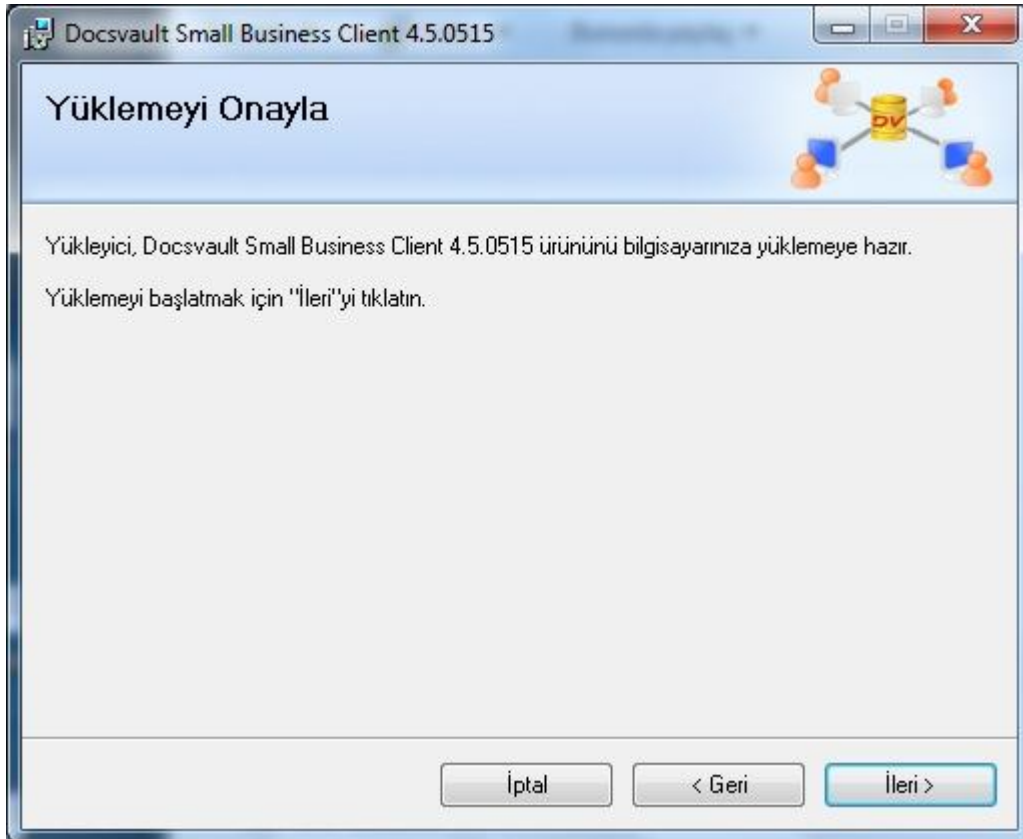 Docsvault Small Business Client 4.5.0515
Yüklemeyi Onayla
DV
Yükleyici, Docsvault Small Business Client 4.5.0515 ürününü bilgisayarınıza yüklemeye hazır.
Yüklemeyi başlatmak için "İleri"yi tıklatın.
İptal
< Geri
İleri >